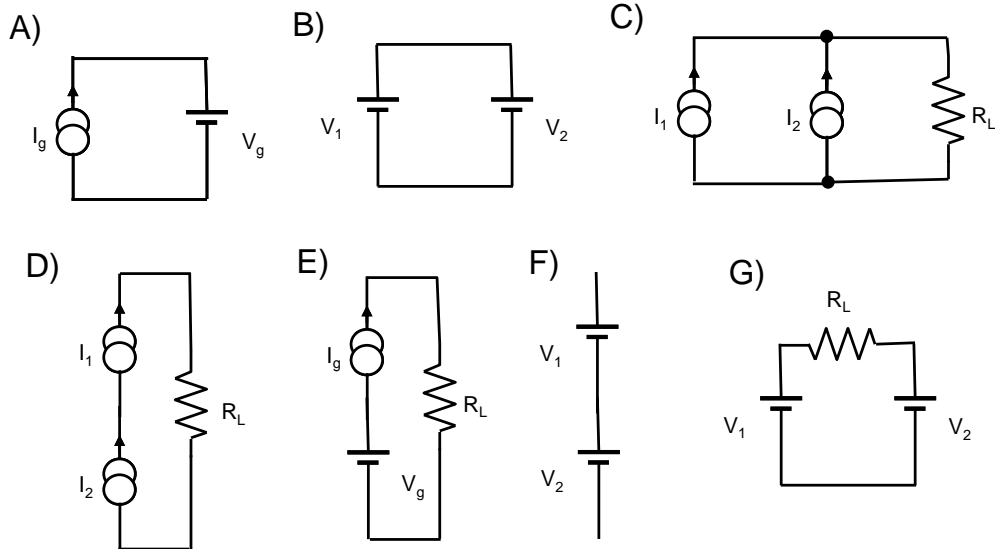 A)
I_g
V_g
B)
V_1
V_2
C)
I_1
I_2
R_L
D)
I_1
I_2
R_L
E)
I_g
V_g
R_L
F)
V_1
V_2
G)
R_L
V_1
V_2